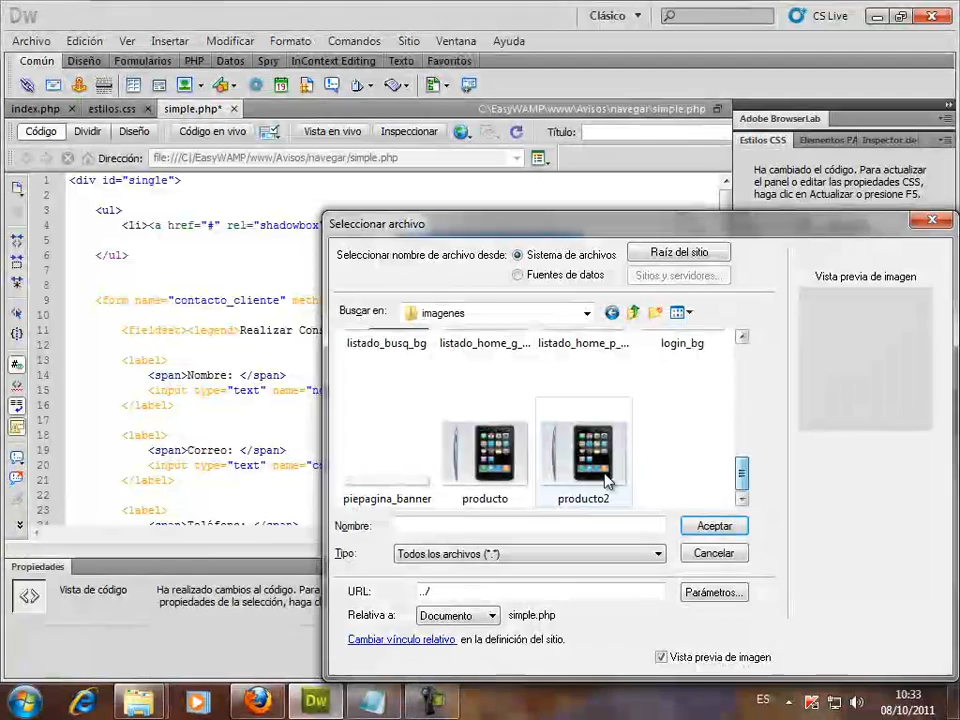 Dw
Clásico
CS Live
Archivo Edición Ver Insertar Modificar Formato Comandos Sitio Ventana Ayuda
Común Diseño Formularios PHP Datos Spry InContext Editing Texto Favoritos
index.php estilos.css simple.php*
C:\EasyWAMP\www\Avisos\navegar\simple.php
Adobe BrowserLab
Código Dividir Diseño Código en vivo Vista en vivo Inspeccionar Título:
Estilos CSS Elementos PA Inspector de
Dirección: file:///C|/EasyWAMP/www/Avisos/navegar/simple.php
Ha cambiado el código. Para actualizar
el panel o editar las propiedades CSS,
haga clic en Actualizar o presione F5.
1 <div id="single">
2
3 <ul>
4 <li><a href="#" rel="shadowbox
5
6 </ul>
7
8
9 <form name="contacto_cliente" meth
10
11 <fieldset><legend>Realizar Con
12
13 <label>
14 <span>Nombre: </span>
15 <input type="text" name="no
16 </label>
17
18 <label>
19 <span>Correo: </span>
20 <input type="text" name="co
21 </label>
22
23 <label>
24 <span>Teléfono: </span>
Seleccionar archivo
Seleccionar nombre de archivo desde: Sistema de archivos Raíz del sitio
Fuentes de datos Sitios y servidores...
Vista previa de imagen
Buscar en: imagenes
listado_busq_bg listado_home_g_... listado_home_p_... login_bg
piepagina_banner producto producto2
Nombre: Aceptar
Tipo: Todos los archivos (*.*) Cancelar
URL: ../ Parámetros...
Relativa a: Documento simple.php
Cambiar vínculo relativo en la definición del sitio.
Vista previa de imagen
Propiedades
Vista de código
Ha realizado cambios al código. Para
propiedades de la selección, haga c
Dw
ES
10:33
08/10/2011